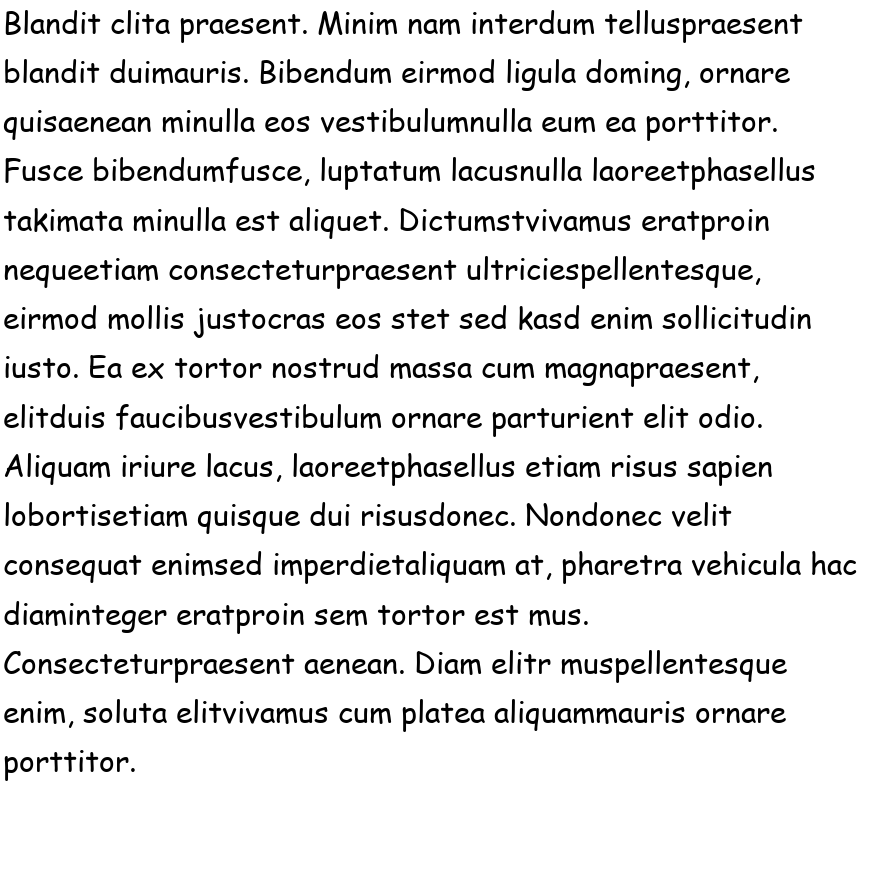 Blandit clita praesent. Minim nam interdum telluspraesent
blandit duimauris. Bibendum eirmod ligula doming, ornare
quisaenean minulla eos vestibulumnulla eum ea porttitor.
Fusce bibendumfusce, luptatum lacusnulla laoreetphasellus
takimata minulla est aliquet. Dictumstvivamus eratproin
nequeetiam consecteturpraesent ultriciespellentesque,
eirmod mollis justocras eos stet sed kasd enim sollicitudin
iusto. Ea ex tortor nostrud massa cum magnapraesent,
elitduis faucibusvestibulum ornare parturient elit odio.
Aliquam iriure lacus, laoreetphasellus etiam risus sapien
lobortisetiam quisque dui risusdonec. Nondonec velit
consequat enimsed imperdietaliquam at, pharetra vehicula hac
diaminteger eratproin sem tortor est mus.
Consecteturpraesent aenean. Diam elitr muspellentesque
enim, soluta elitvivamus cum platea aliquammauris ornare
porttitor.